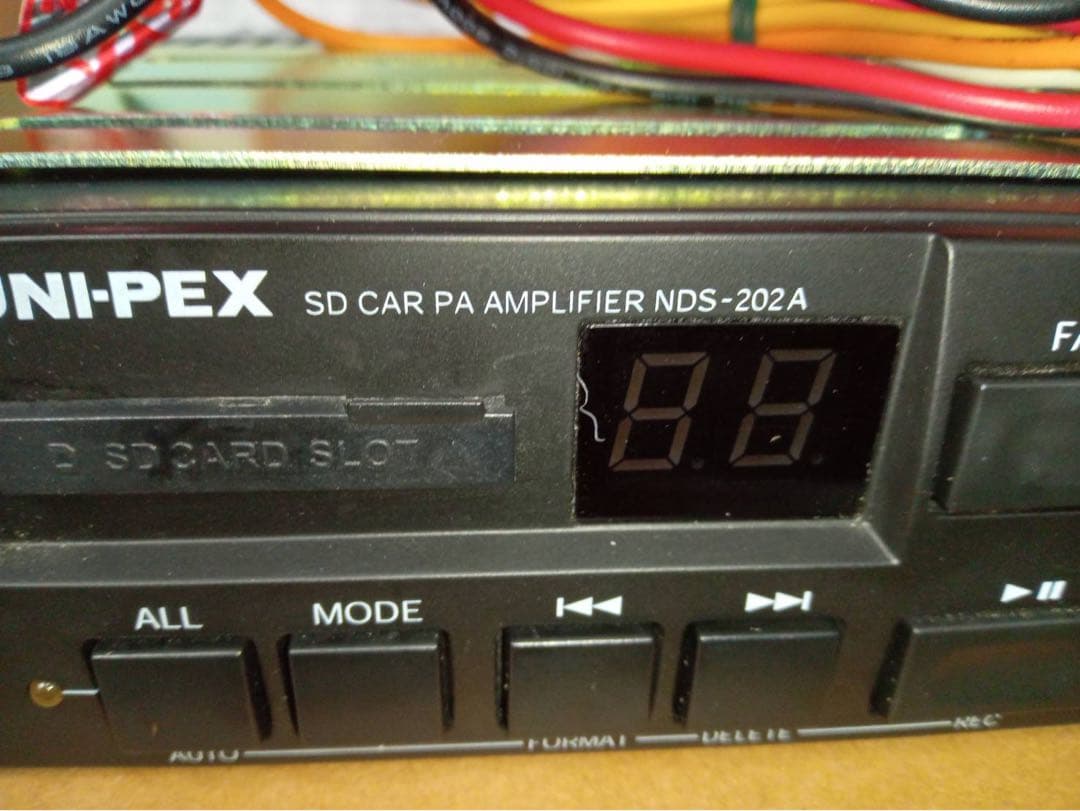 UNI-PEX SD CAR PA AMPLIFIER NDS-202A
SD CARD SLOT
ALL MODE
AUTO FORMAT DELETE REC